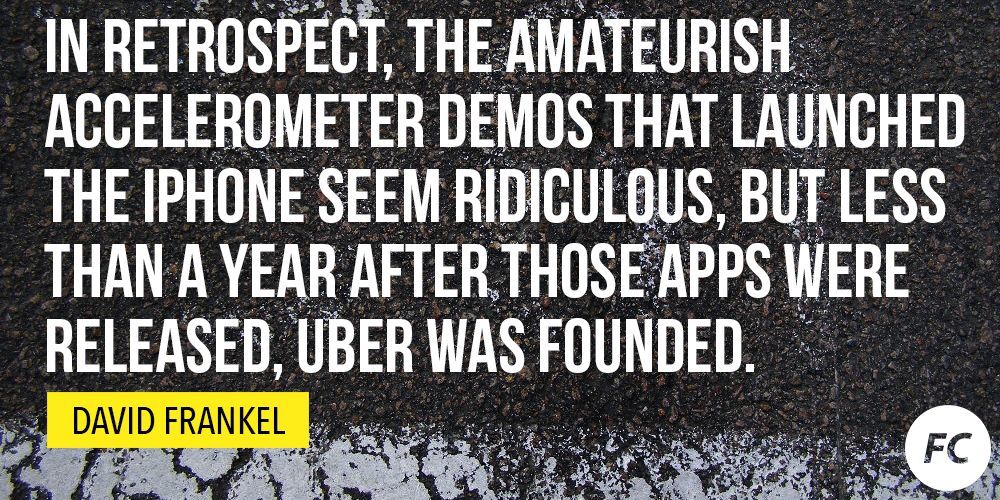 IN RETROSPECT, THE AMATEURISH
ACCELEROMETER DEMOS THAT LAUNCHED
THE IPHONE SEEM RIDICULOUS, BUT LESS
THAN A YEAR AFTER THOSE APPS WERE
RELEASED, UBER WAS FOUNDED.
DAVID FRANKEL
FC